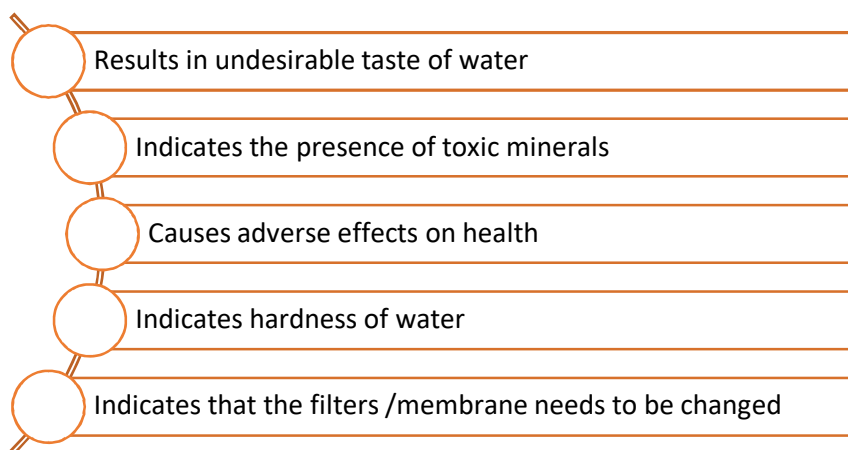 Results in undesirable taste of water
Indicates the presence of toxic minerals
Causes adverse effects on health
Indicates hardness of water
Indicates that the filters /membrane needs to be changed